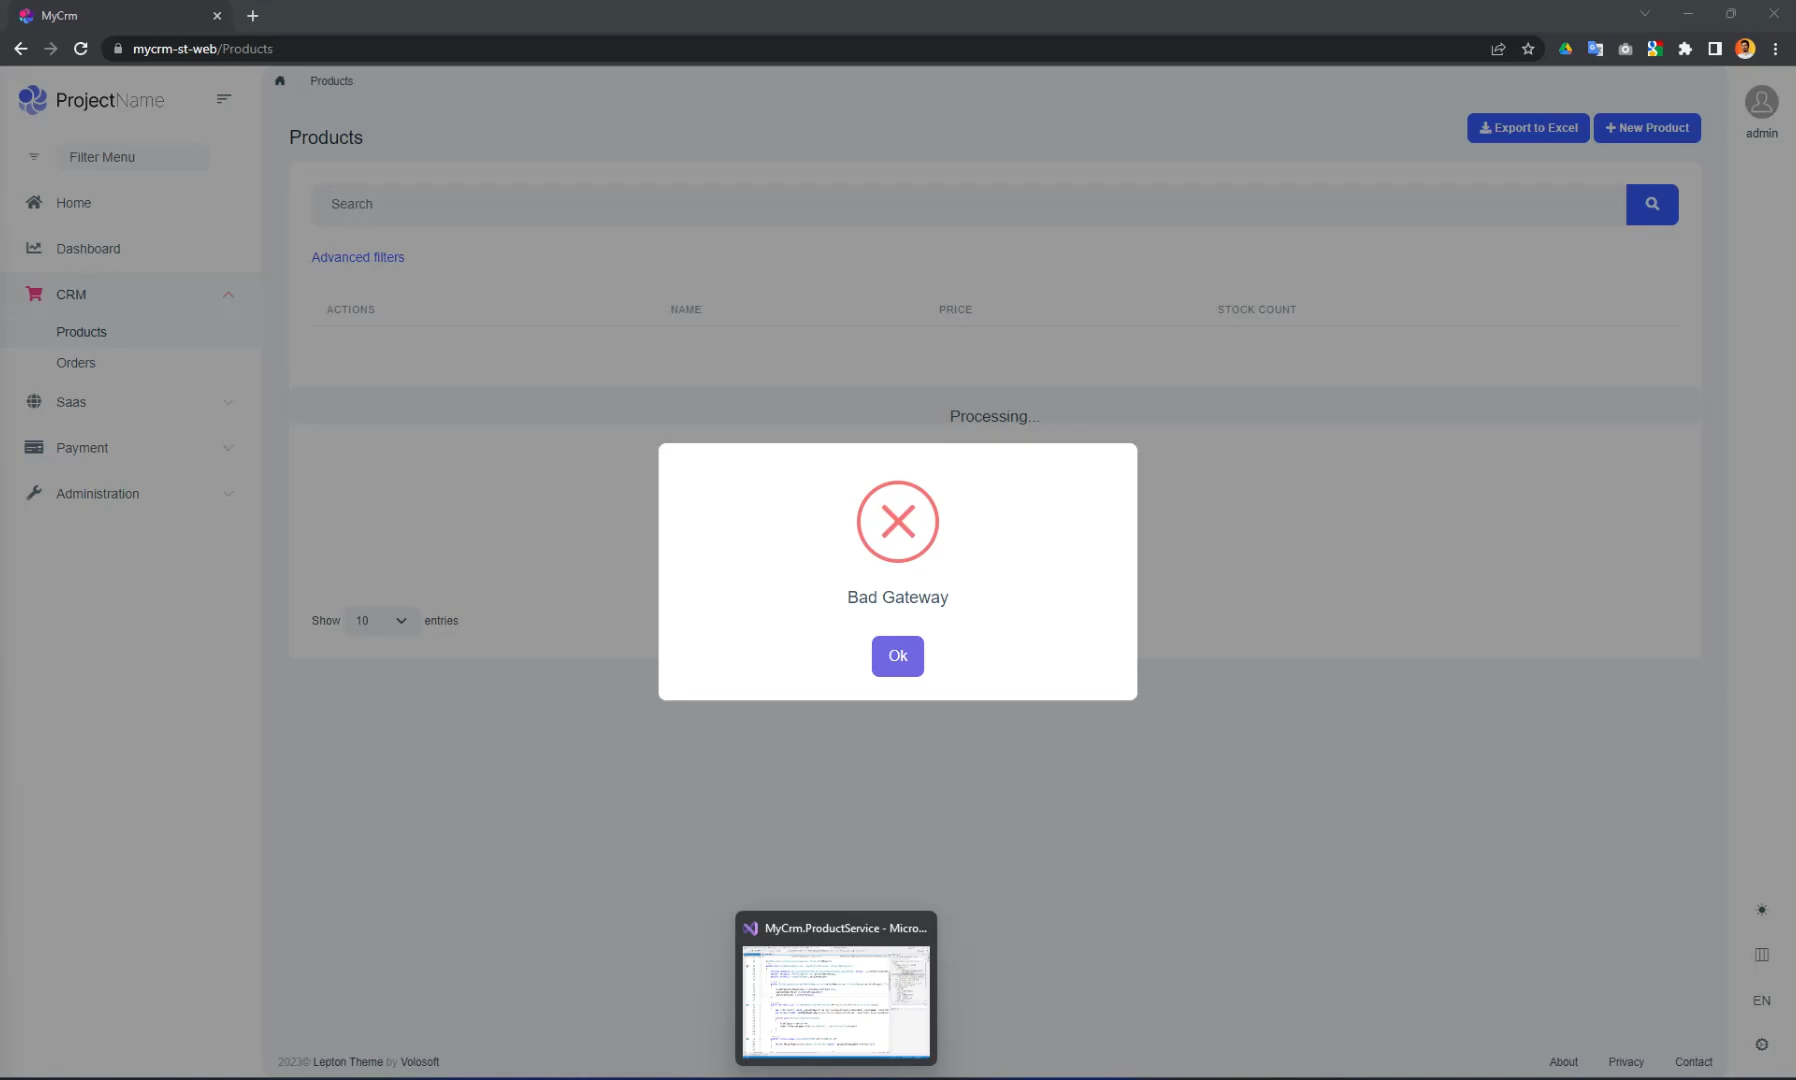 MyCrm
mycrm-st-web/Products
ProjectName
Products
admin
Products
Export to Excel
New Product
Filter Menu
Home
Dashboard
CRM
Products
Orders
Saas
Payment
Administration
Search
Advanced filters
ACTIONS NAME PRICE STOCK COUNT
Processing...
Bad Gateway
Ok
Show 10 entries
MyCrm.ProductService - Micro...
EN
2023© Lepton Theme by Volosoft
About Privacy Contact